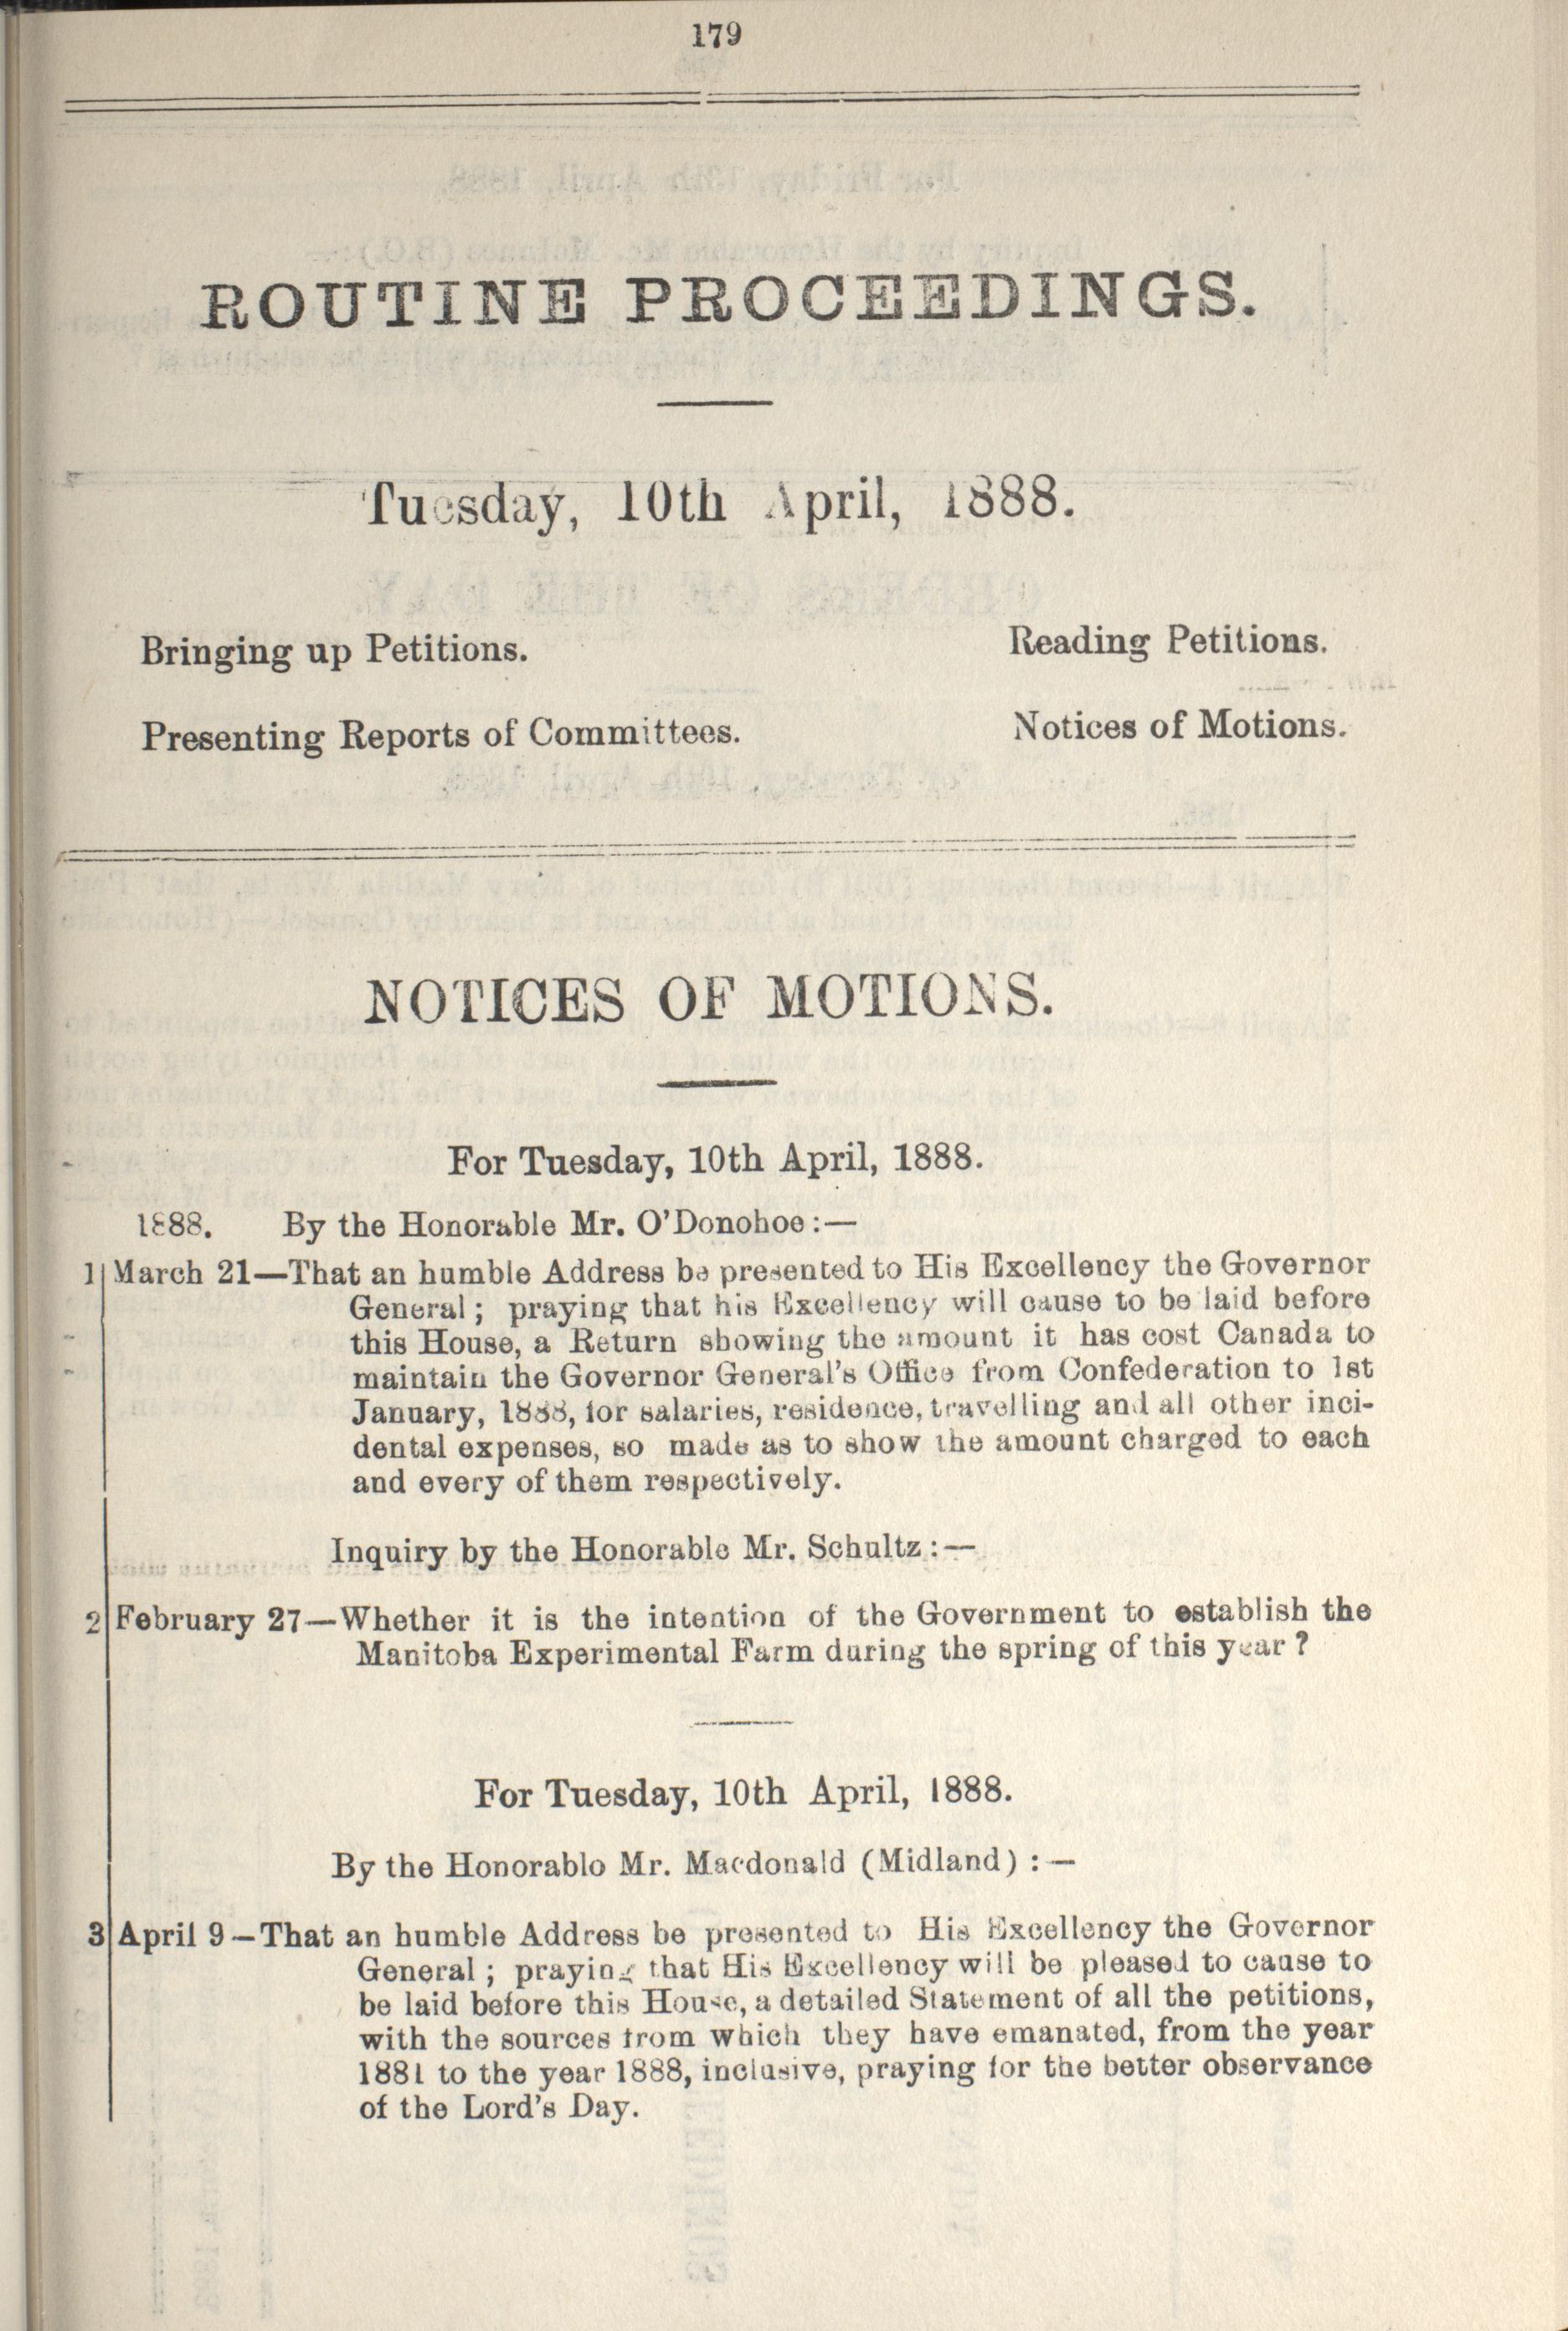 179
ROUTINE PROCEEDINGS.
Tuesday, 10th April, 1888.
Bringing up Petitions.
Reading Petitions.
Presenting Reports of Committees.
Notices of Motions.
NOTICES OF MOTIONS.
For Tuesday, 10th April, 1888.
1888. By the Honorable Mr. O'Donohoe:—
1 March 21—That an humble Address be presented to His Excellency the Governor
General; praying that his Excellency will cause to be laid before
this House, a Return showing the amount it has cost Canada to
maintain the Governor General's Office from Confederation to 1st
January, 1888, for salaries, residence, travelling and all other inci-
dental expenses, so made as to show the amount charged to each
and every of them respectively.
Inquiry by the Honorable Mr. Schultz:—
2 February 27—Whether it is the intention of the Government to establish the
Manitoba Experimental Farm during the spring of this year?
For Tuesday, 10th April, 1888.
By the Honorable Mr. Macdonald (Midland) :—
3 April 9—That an humble Address be presented to His Excellency the Governor
General; praying that His Excellency will be pleased to cause to
be laid before this House, a detailed Statement of all the petitions,
with the sources from which they have emanated, from the year
1881 to the year 1888, inclusive, praying for the better observance
of the Lord's Day.